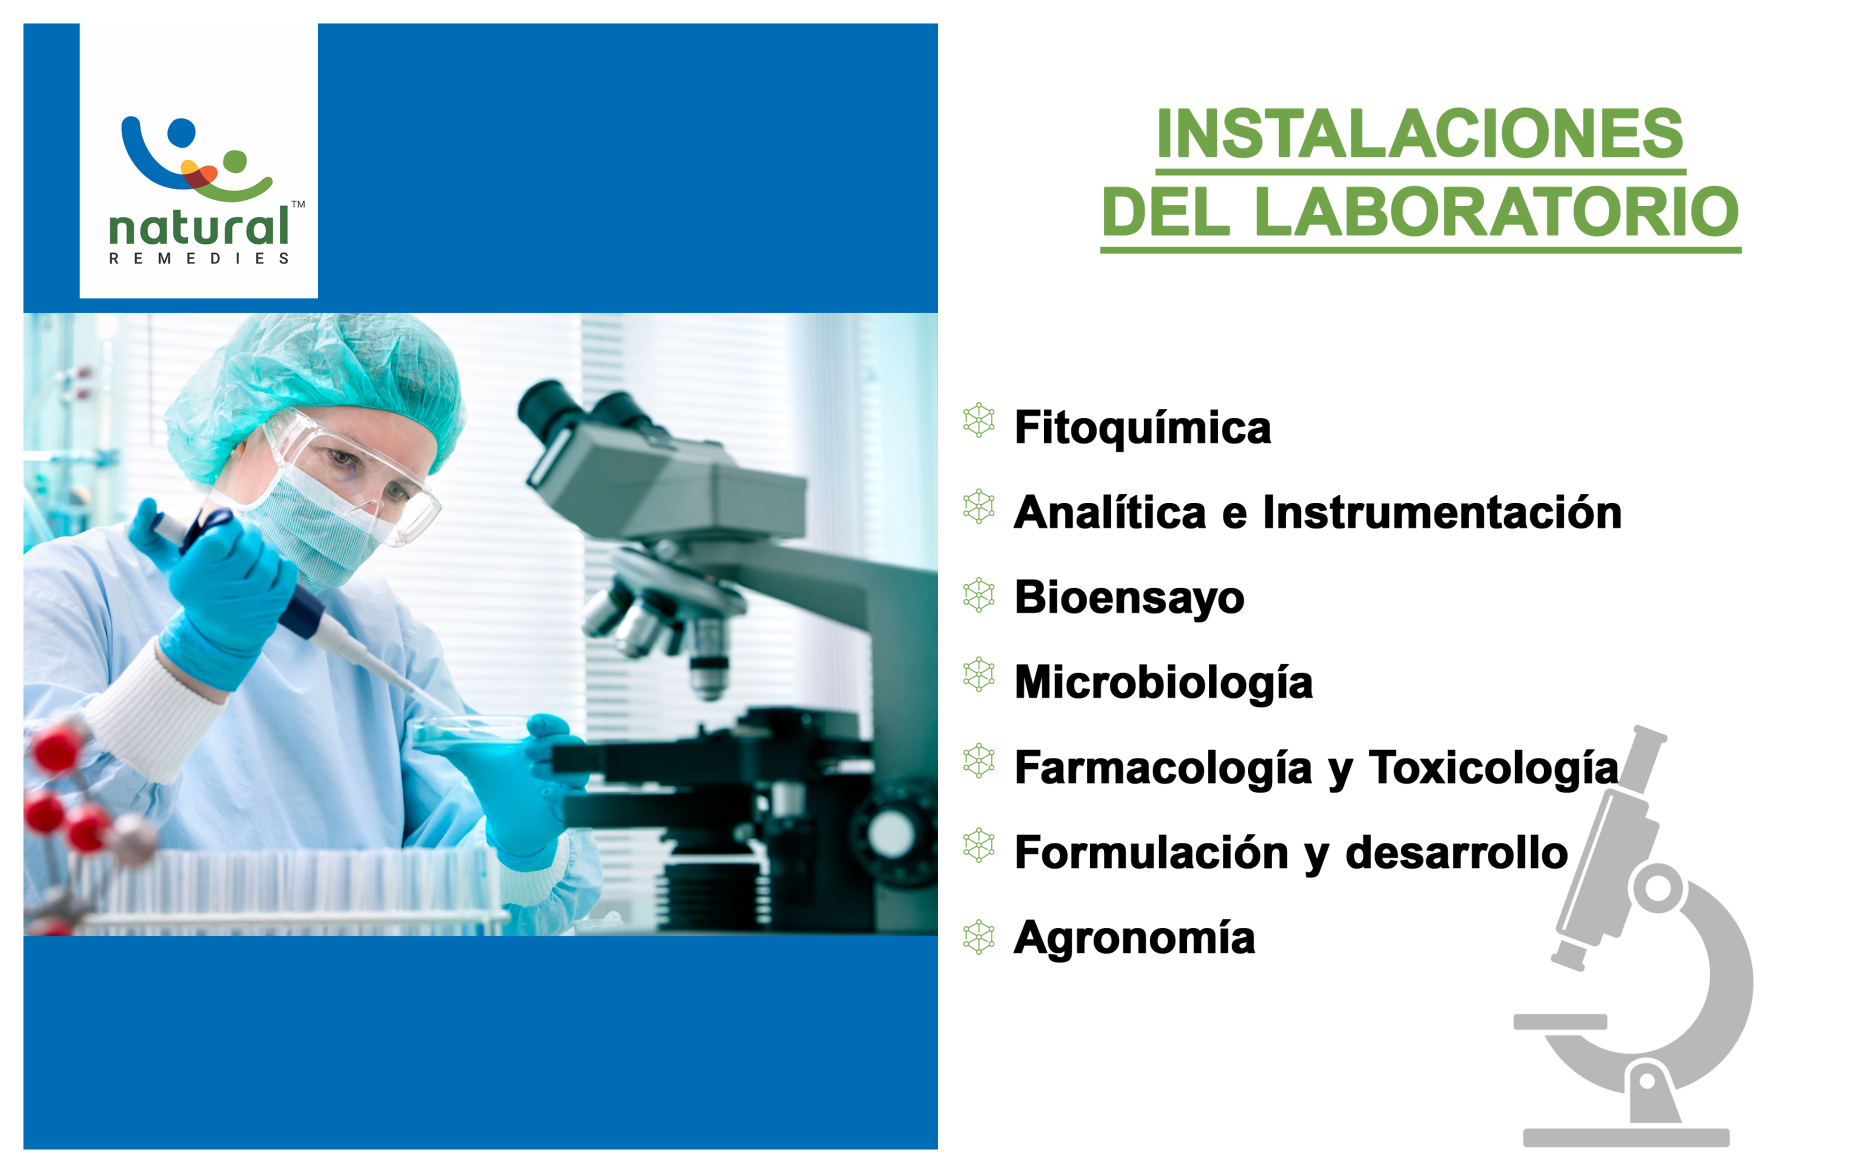 natural™
REMEDIES
INSTALACIONES
DEL LABORATORIO
Fitoquímica
Analítica e Instrumentación
Bioensayo
Microbiología
Farmacología y Toxicología
Formulación y desarrollo
Agronomía